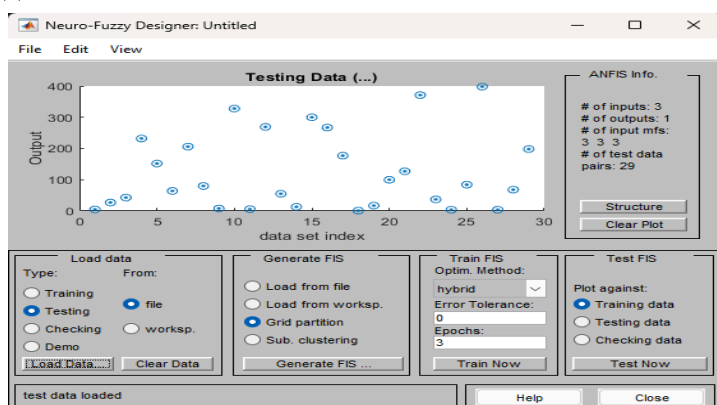 Neuro-Fuzzy Designer: Untitled
File Edit View
Testing Data (...)
400
300
200
100
0
Output
0 5 10 15 20 25 30
data set index
ANFIS Info.
# of inputs: 3
# of outputs: 1
# of input mfs:
3 3 3
# of test data
pairs: 29
Structure
Clear Plot
Load data
Type: From:
Training
Testing
Checking
Demo
file
worksp.
Load Data... Clear Data
Generate FIS
Load from file
Load from worksp.
Grid partition
Sub. clustering
Generate FIS ...
Train FIS
Optim. Method:
hybrid
Error Tolerance:
0
Epochs:
3
Train Now
Test FIS
Plot against:
Training data
Testing data
Checking data
Test Now
test data loaded
Help Close